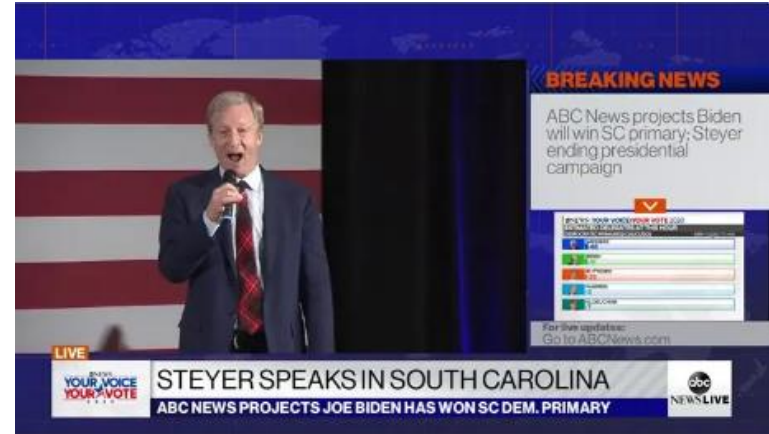 BREAKING NEWS
ABC News projects Biden
will win SC primary; Steyer
ending presidential
campaign
For live updates:
Go to ABCNews.com
LIVE
YOUR VOICE
YOUR VOTE
2020
STEYER SPEAKS IN SOUTH CAROLINA
ABC NEWS PROJECTS JOE BIDEN HAS WON SC DEM. PRIMARY
abc
NEWS LIVE